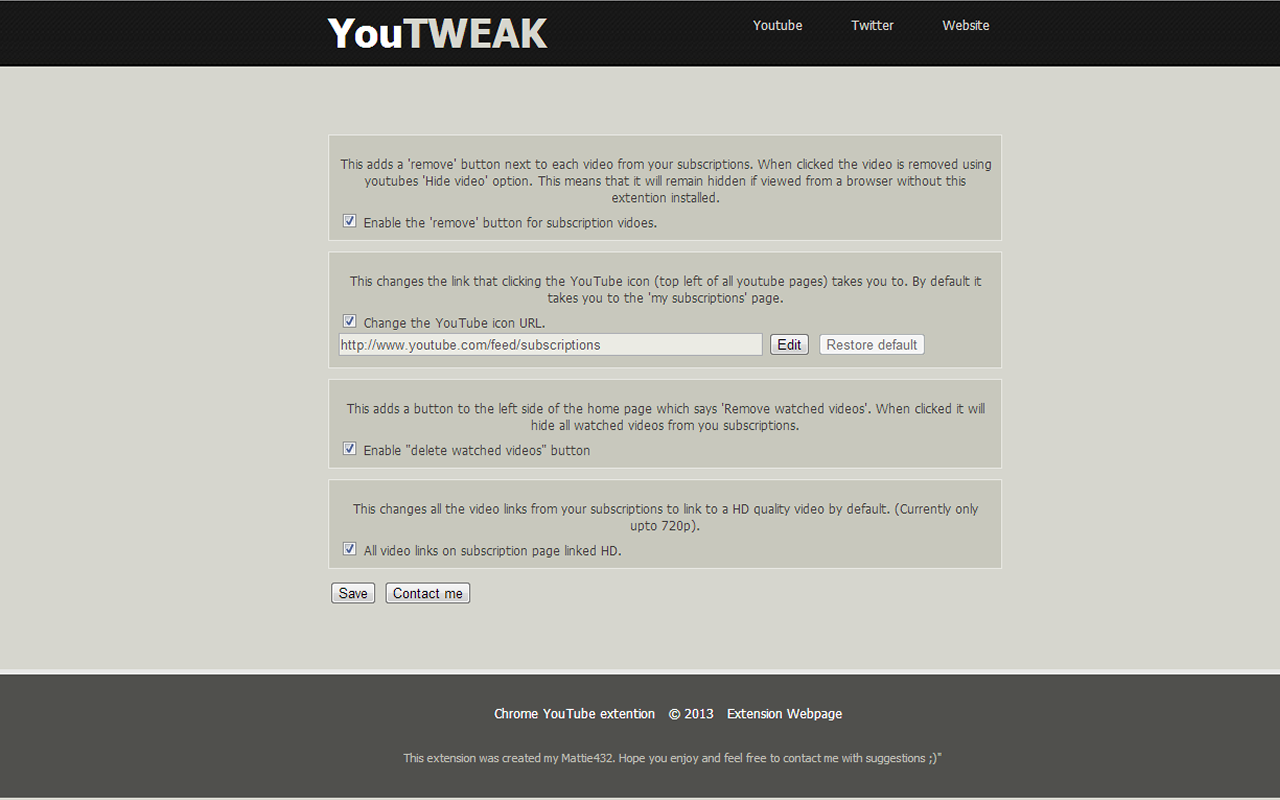 YouTWEAK
Youtube Twitter Website
This adds a 'remove' button next to each video from your subscriptions. When clicked the video is removed using
youtubes 'Hide video' option. This means that it will remain hidden if viewed from a browser without this
extention installed.
Enable the 'remove' button for subscription vidoes.
This changes the link that clicking the YouTube icon (top left of all youtube pages) takes you to. By default it
takes you to the 'my subscriptions' page.
Change the YouTube icon URL.
http://www.youtube.com/feed/subscriptions Edit Restore default
This adds a button to the left side of the home page which says 'Remove watched videos'. When clicked it will
hide all watched videos from you subscriptions.
Enable "delete watched videos" button
This changes all the video links from your subscriptions to link to a HD quality video by default. (Currently only
upto 720p).
All video links on subscription page linked HD.
Save Contact me
Chrome YouTube extention © 2013 Extension Webpage
This extension was created my Mattie432. Hope you enjoy and feel free to contact me with suggestions ;)"